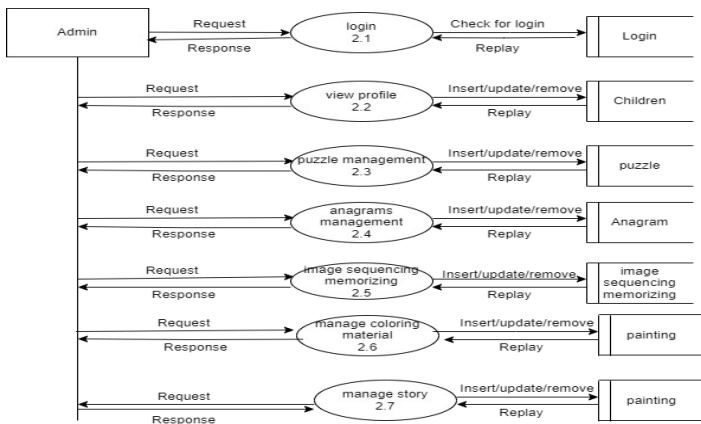 Admin
Request
Response
login
2.1
Check for login
Replay
Login
Request
Response
view profile
2.2
Insert/update/remove
Replay
Children
Request
Response
puzzle management
2.3
Insert/update/remove
Replay
puzzle
Request
Response
anagrams
management
2.4
Insert/update/remove
Replay
Anagram
Request
Response
image sequencing
memorizing
2.5
Insert/update/remove
Replay
image
sequencing
memorizing
Request
Response
manage coloring
material
2.6
Insert/update/remove
Replay
painting
Request
Response
manage story
2.7
Insert/update/remove
Replay
painting